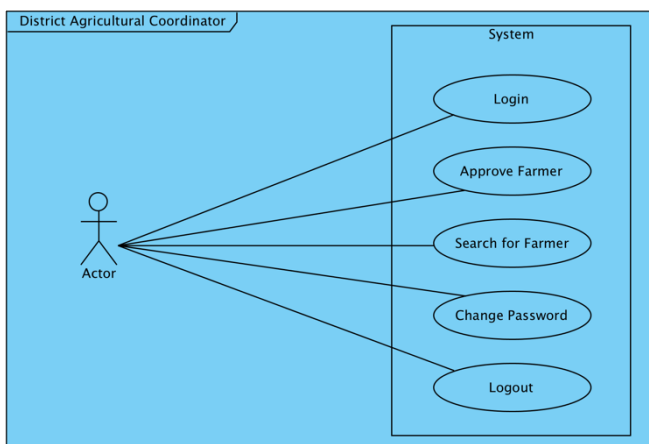 District Agricultural Coordinator
System
Login
Approve Farmer
Search for Farmer
Actor
Change Password
Logout